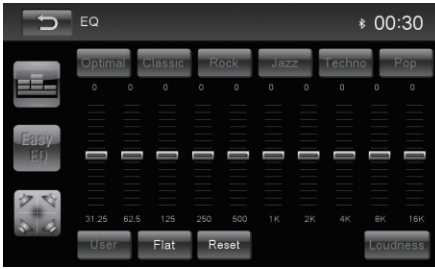 EQ 00:30
Optimal Classic Rock Jazz Techno Pop
0 0 0 0 0 0 0 0 0 0
Easy
EQ
31.25 62.5 125 250 500 1K 2K 4K 8K 16K
User Flat Reset Loudness